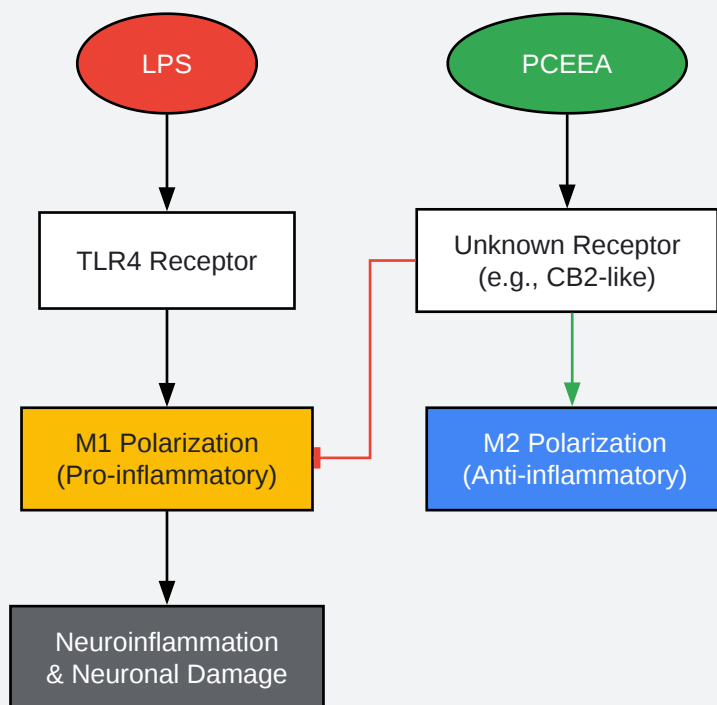 LPS
PCEEA
TLR4 Receptor
Unknown Receptor
(e.g., CB2-like)
M1 Polarization
(Pro-inflammatory)
M2 Polarization
(Anti-inflammatory)
Neuroinflammation
& Neuronal Damage